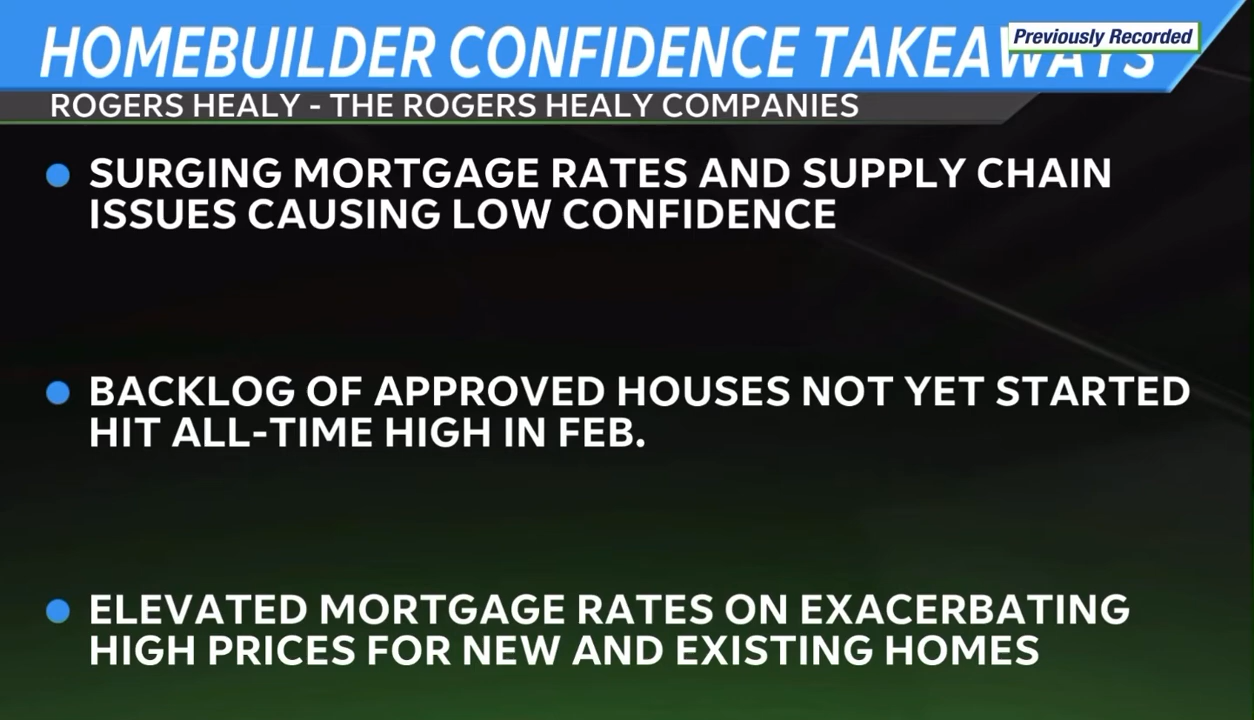 HOMEBUILDER CONFIDENCE TAKEAWAYS
Previously Recorded
ROGERS HEALY - THE ROGERS HEALY COMPANIES
SURGING MORTGAGE RATES AND SUPPLY CHAIN
ISSUES CAUSING LOW CONFIDENCE
BACKLOG OF APPROVED HOUSES NOT YET STARTED
HIT ALL-TIME HIGH IN FEB.
ELEVATED MORTGAGE RATES ON EXACERBATING
HIGH PRICES FOR NEW AND EXISTING HOMES